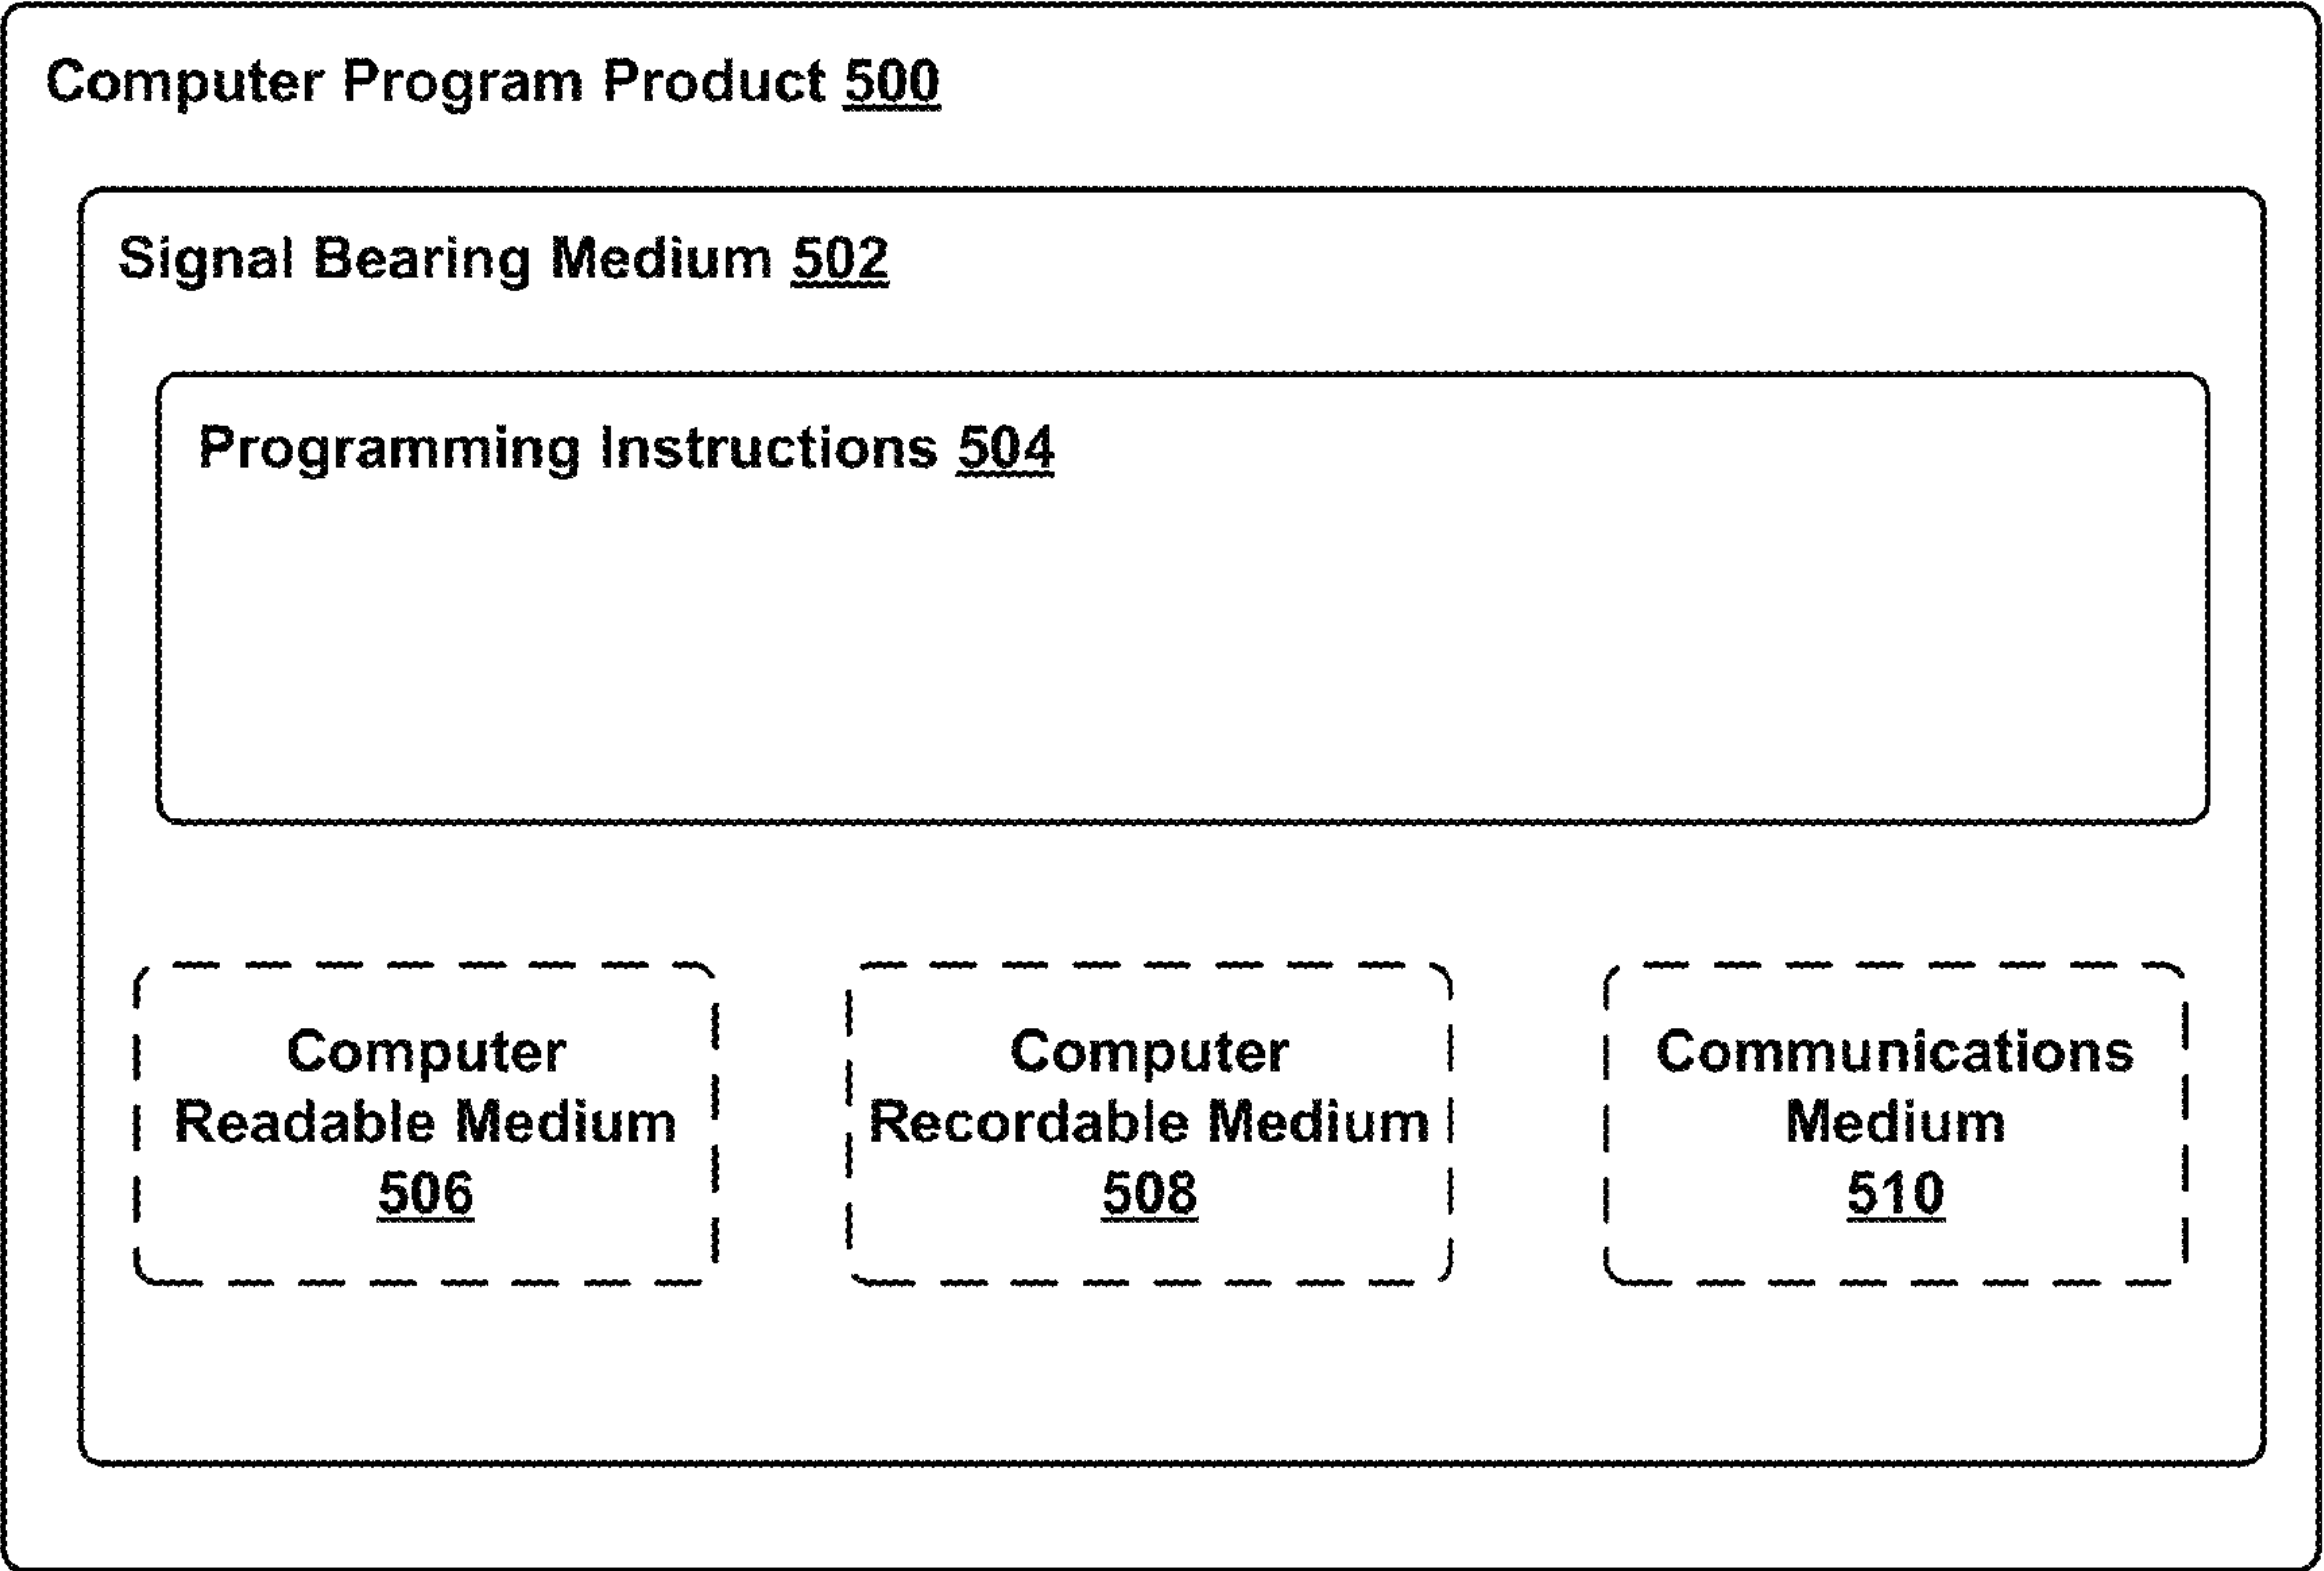 Computer Program Product 500
Signal Bearing Medium 502
Programming Instructions 504
Computer
Readable Medium
506
Computer
Recordable Medium
508
Communications
Medium
510